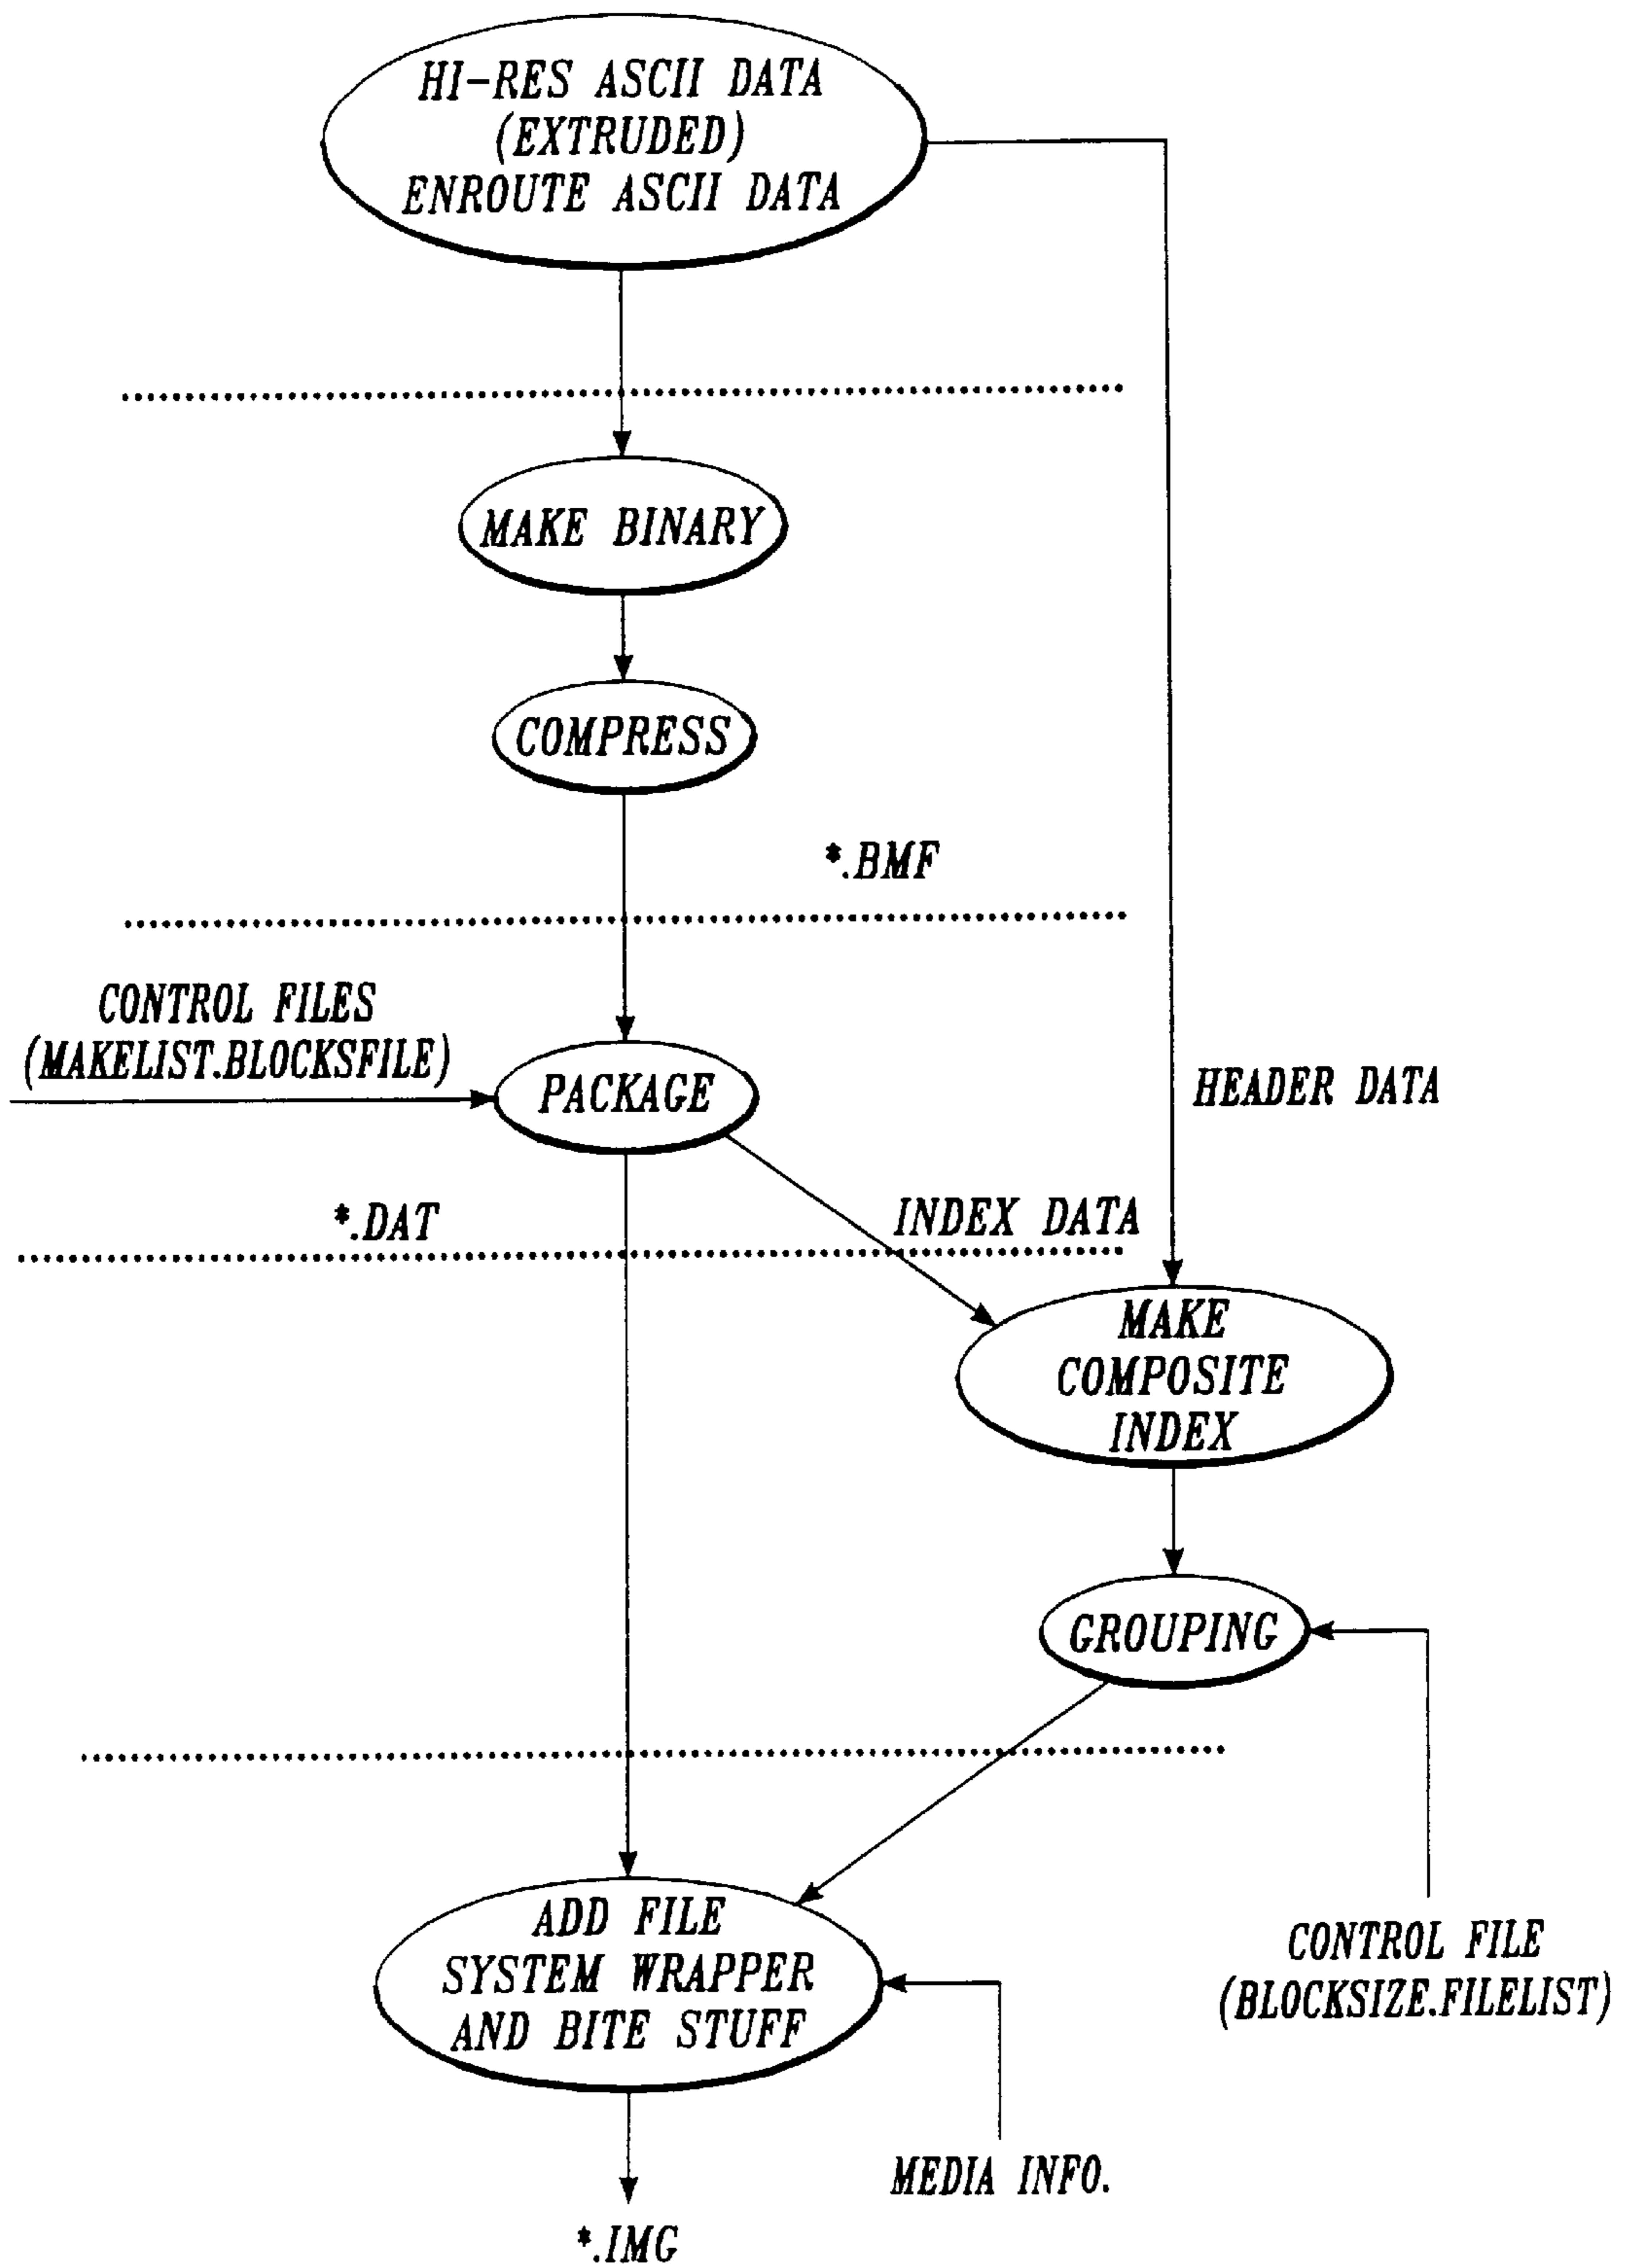 HI-RES ASCII DATA
(EXTRUDED)
ENROUTE ASCII DATA
MAKE BINARY
COMPRESS
*.BMF
CONTROL FILES
(MAKELIST.BLOCKSFILE)
PACKAGE
HEADER DATA
*.DAT
INDEX DATA
MAKE
COMPOSITE
INDEX
GROUPING
ADD FILE
SYSTEM WRAPPER
AND BITE STUFF
CONTROL FILE
(BLOCKSIZE.FILELIST)
MEDIA INFO.
*.IMG